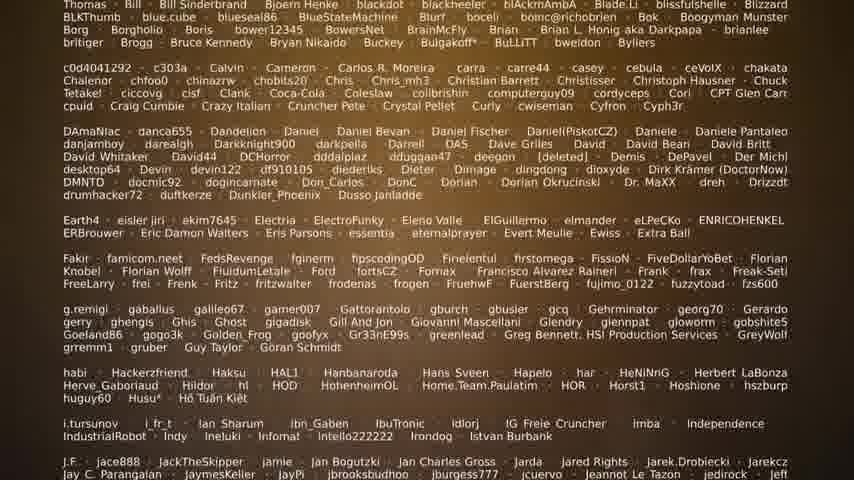 Thomas · Bill · Bill Sinderbrand · Bjoern Henke · blackdot · blackheeler · blAckrnAmbA · Blade.Li · blissfulshelle · Blizzard
BLKThumb · blue.cube · blueseal86 · BlueStateMachine · Blurf · boceli · boinc@richobrien · Bok · Boogyman Munster
Borg · Borgholio · Boris · bower12345 · BowersNet · BrainMcFly · Brian · Brian L. Honig aka Darkpapa · brianlee
britiger · Brogg · Bruce Kennedy · Bryan Nikaido · Buckey · Bulgakoff* · BuLLiTT · bweldon · Byliers
c0d4041292 · c303a · Calvin · Cameron · Carlos R. Moreira · carra · carre44 · casey · cebula · ceVoIX · chakata
Chalenor · chfoo0 · chinazrw · chobits20 · Chris · Chris_mh3 · Christian Barrett · Christisser · Christoph Hausner · Chuck
Tetakel · ciccovg · cisf · Clank · Coca-Cola · Coleslaw · collbrishin · computerguy09 · cordyceps · Cori · CPT Glen Carr
cpuid · Craig Cumbie · Crazy Italian · Cruncher Pete · Crystal Pellet · Curly · cwiseman · Cyfron · Cyph3r
DAmaNiac · danca655 · Dandelion · Daniel · Daniel Bevan · Daniel Fischer · Daniel(PiskotCZ) · Daniele · Daniele Pantaleo
danjamboy · darealgh · Darkknight900 · darkpella · Darrell · DAS · Dave Grilles · David · David Bean · David Britt
David Whitaker · David44 · DCHorror · dddalplaz · dduggan47 · deegon · [deleted] · Demis · DePavel · Der Michl
desktop64 · Devin · devin122 · df910105 · diederiks · Dieter · Dimage · dingdong · dioxyde · Dirk Krämer (DoctorNow)
DMNTD · docmic92 · dogincarnate · Don_Carlos · DonC · Dorian · Dorian Okrucinski · Dr. MaXX · dreh · Drizzdt
drumhacker72 · duftkerze · Dunkler_Phoenix · Dusso Janladde
Earth4 · eisler jiri · ekim7645 · Electria · ElectroFunky · Eleno Valle · ElGuillermo · elmander · eLPeCKo · ENRICOHENKEL
ERBrouwer · Eric Damon Walters · Eris Parsons · essentia · eternalprayer · Evert Meulie · Ewiss · Extra Ball
Fakir · famicom.neet · FedsRevenge · fginerm · fipscodingOD · Finelentul · firstomega · FissioN · FiveDollarYoBet · Florian
Knobel · Florian Wolff · FluidumLetale · Ford · fortsCZ · Fornax · Francisco Alvarez Raineri · Frank · frax · Freak-Seti
FreeLarry · frei · Frenk · Fritz · fritzwalter · frodenas · frogen · FruehwF · FuerstBerg · fujimo_0122 · fuzzytoad · fzs600
g.remigi · gaballus · galileo67 · gamer007 · Gattorantolo · gburch · gbusler · gcq · Gehrminator · georg70 · Gerardo
gerry · ghengis · Ghis · Ghost · gigadisk · Gill And Jon · Giovanni Mascellani · Glendry · glennpat · gloworm · gobshite5
Goeland86 · gogo3k · Golden_Frog · goofyx · Gr33nE99s · greenlead · Greg Bennett, HSI Production Services · GreyWolf
grremm1 · gruber · Guy Taylor · Göran Schmidt
habi · Hackerzfriend · Haksu · HAL1 · Hanbanaroda · Hans Sveen · Hapelo · har · HeNiNnG · Herbert LaBonza
Herve_Gaboriaud · Hildor · hl · HOD · HohenheimOL · Home.Team.Paulatim · HOR · Horst1 · Hoshione · hszburp
huguy60 · Husu* · Hồ Tuấn Kiệt
i.tursunov · i_fr_t · Ian Sharum · Ibn_Gaben · IbuTronic · Idlorj · IG Freie Cruncher · imba · Independence
IndustrialRobot · Indy · Ineluki · Infomat · intello222222 · Irondog · Istvan Burbank
J.F. · jace888 · JackTheSkipper · jamie · Jan Bogutzki · Jan Charles Gross · Jarda · Jared Rights · Jarek.Drobiecki · Jarekcz
Jay C. Parangalan · JaymesKeller · JayPi · jbrooksbudhoo · jburgess777 · jcuervo · Jeannot Le Tazon · jedirock · Jeff